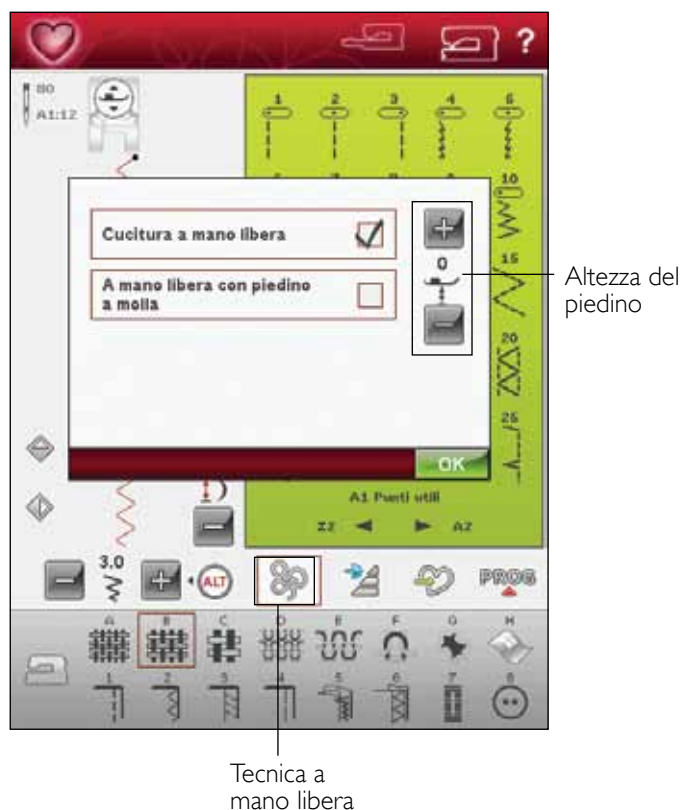 ?
80
A1:12
1 2 3 4 5
10
Cucitura a mano libera
0
15
A mano libera con piedino
a molla
Altezza del
piedino
20
25
OK
A1 Punti utili
ZZ A2
3.0
ALT
PROG
A B C D E F G H
1 2 3 4 5 6 7 8
Tecnica a
mano libera